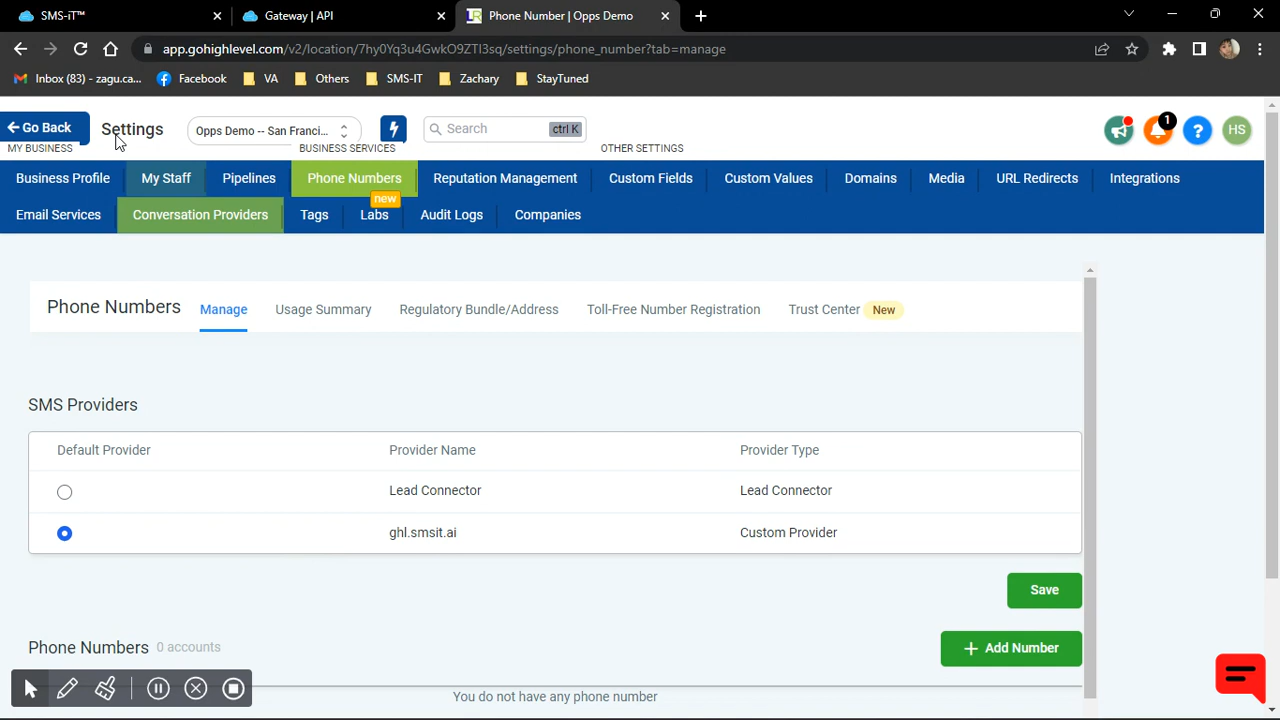 SMS-iT™
Gateway | API
Phone Number | Opps Demo
app.gohighlevel.com/v2/location/7hy0Yq3u4GwkO9ZTI3sq/settings/phone_number?tab=manage
Inbox (83) - zagu.ca...
Facebook
VA
Others
SMS-IT
Zachary
StayTuned
Go Back
Settings
Opps Demo -- San Franci...
Search
ctrl K
1
HS
MY BUSINESS
BUSINESS SERVICES
OTHER SETTINGS
Business Profile
My Staff
Pipelines
Phone Numbers
Reputation Management
Custom Fields
Custom Values
Domains
Media
URL Redirects
Integrations
new
Email Services
Conversation Providers
Tags
Labs
Audit Logs
Companies
Phone Numbers
Manage
Usage Summary
Regulatory Bundle/Address
Toll-Free Number Registration
Trust Center
New
SMS Providers
Default Provider
Provider Name
Provider Type
Lead Connector
Lead Connector
ghl.smsit.ai
Custom Provider
Save
Phone Numbers
0 accounts
+ Add Number
You do not have any phone number